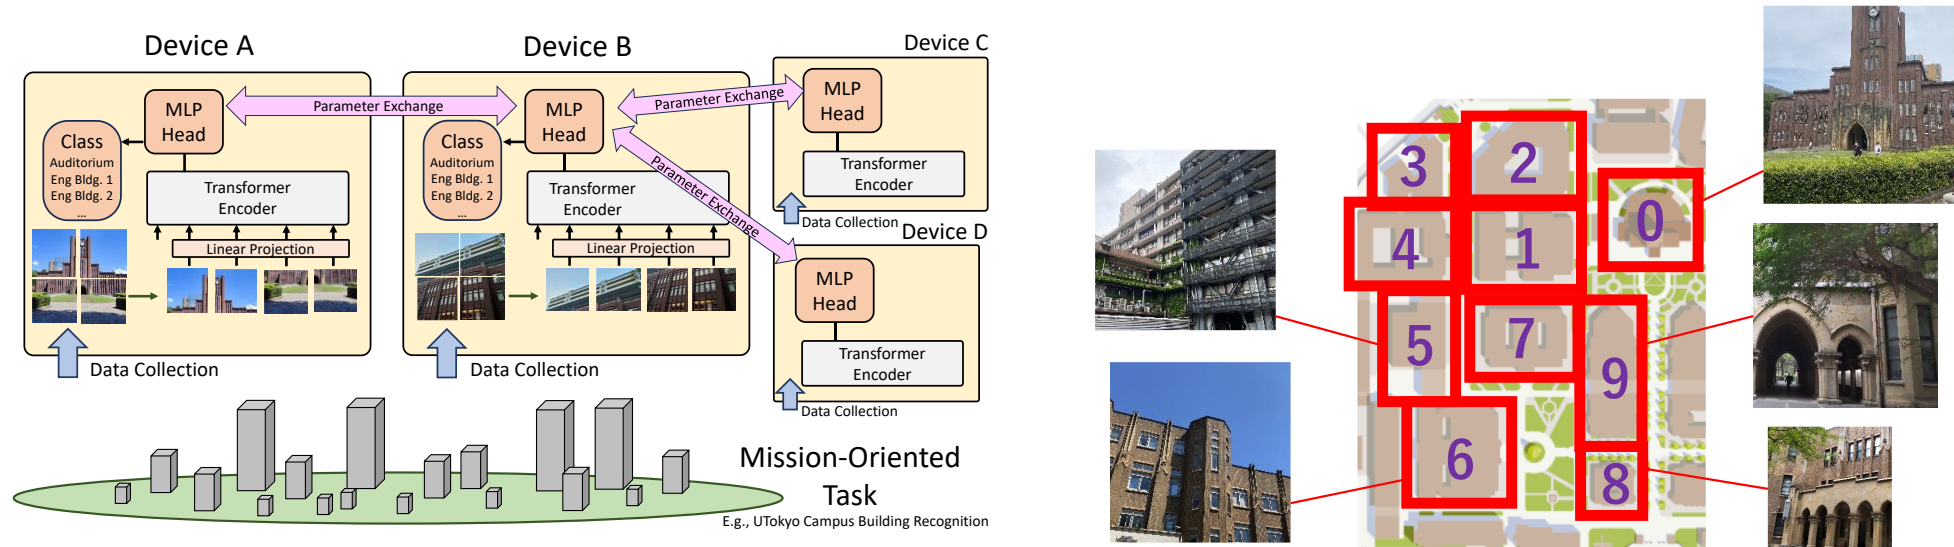 Device A
MLP
Head
Class
Auditorium
Eng Bldg. 1
Eng Bldg. 2
...
Transformer
Encoder
Linear Projection
Data Collection
Parameter Exchange
Device B
MLP
Head
Class
Auditorium
Eng Bldg. 1
Eng Bldg. 2
...
Transformer
Encoder
Linear Projection
Data Collection
Parameter Exchange
Parameter Exchange
Device C
MLP
Head
Transformer
Encoder
Data Collection
Device D
MLP
Head
Transformer
Encoder
Data Collection
Mission-Oriented
Task
E.g., UTokyo Campus Building Recognition
3
2
0
4
1
5
7
9
6
8